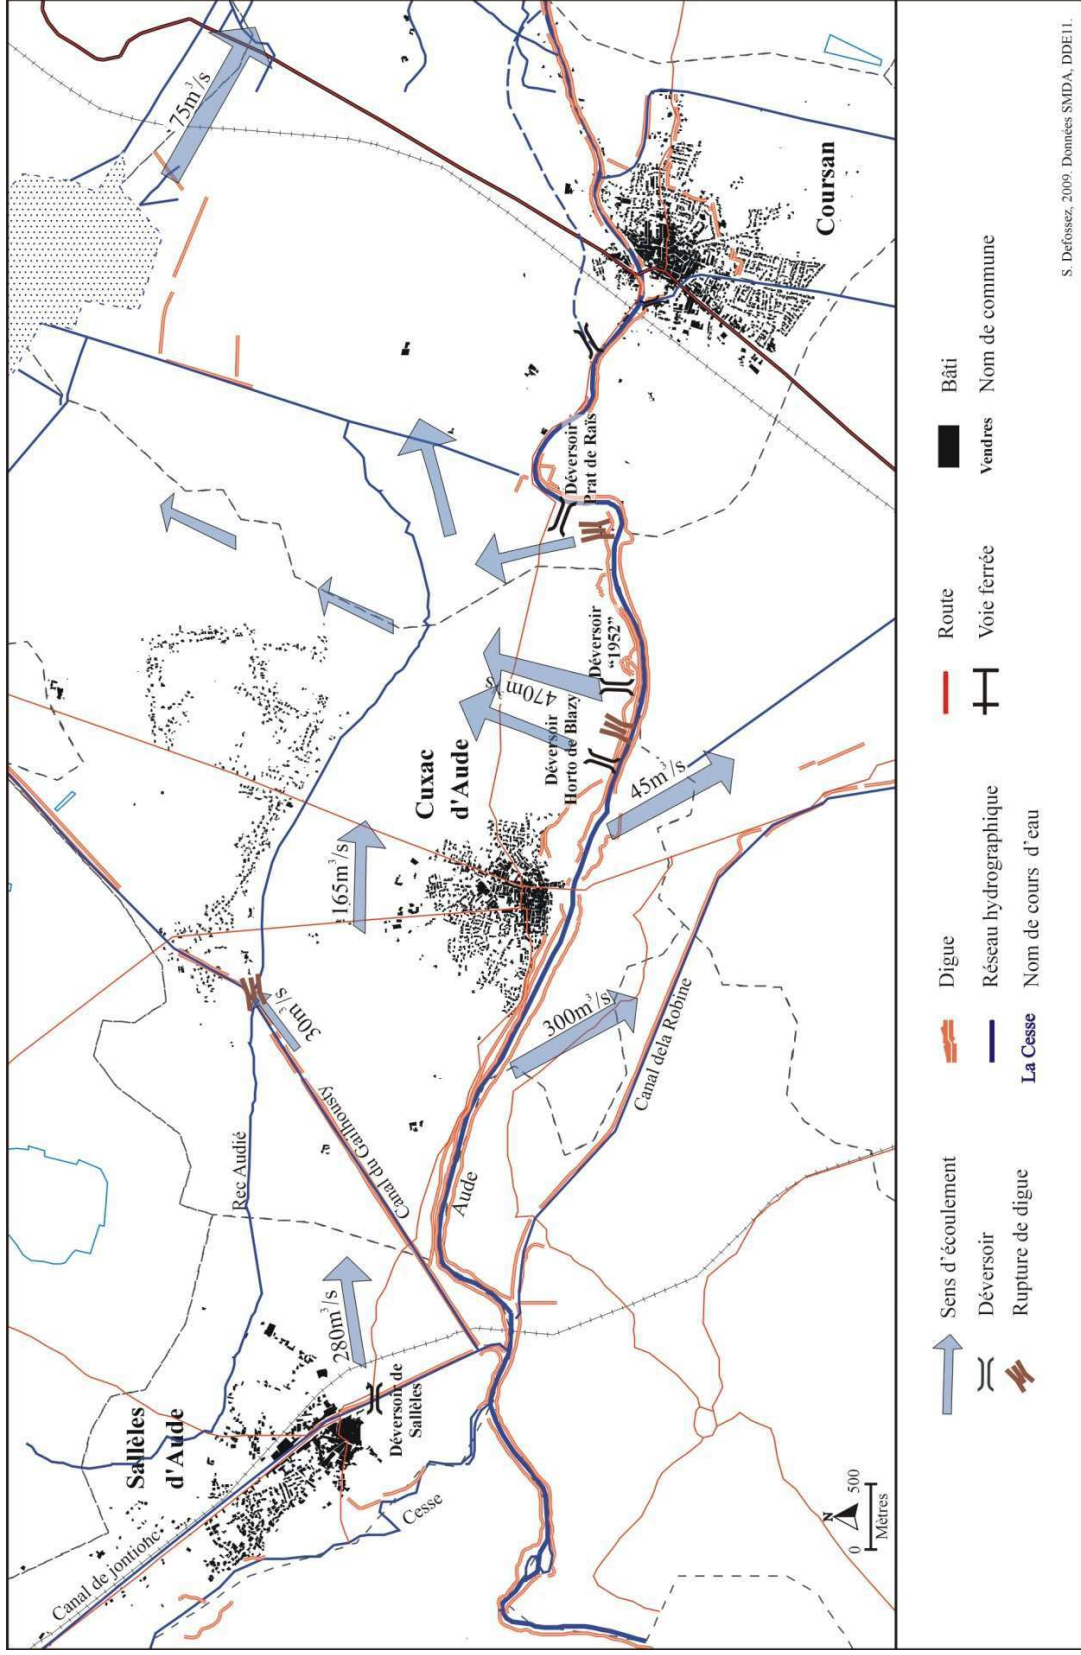 Sallèles
d'Aude
Canal de jontionc
Déversoir de
Sallèles
Cesse
280m³/s
Rec Audié
Canal du Gailhousty
Aude
30m³/s
165m³/s
300m³/s
Canal dela Robine
Cuxac
d'Aude
Déversoir
Horto de Blazy
470m³/s
45m³/s
Déversoir
“1952”
Déversoir
Prat de Raïs
75m³/s
Coursan
N
0 500
Mètres
Sens d'écoulement
Déversoir
Rupture de digue
Digue
Réseau hydrographique
La Cesse Nom de cours d'eau
Route
Voie ferrée
Bâti
Vendres Nom de commune
S. Defossez, 2009. Données SMDA, DDE11.